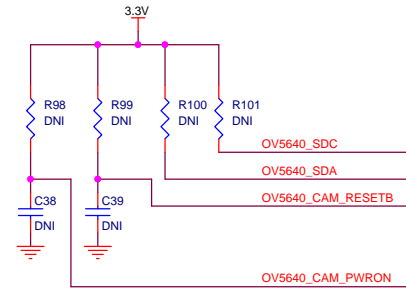 3.3V
R98
DNI
R99
DNI
R100
DNI
R101
DNI
OV5640_SDC
OV5640_SDA
OV5640_CAM_RESETB
C38
DNI
C39
DNI
OV5640_CAM_PWRON